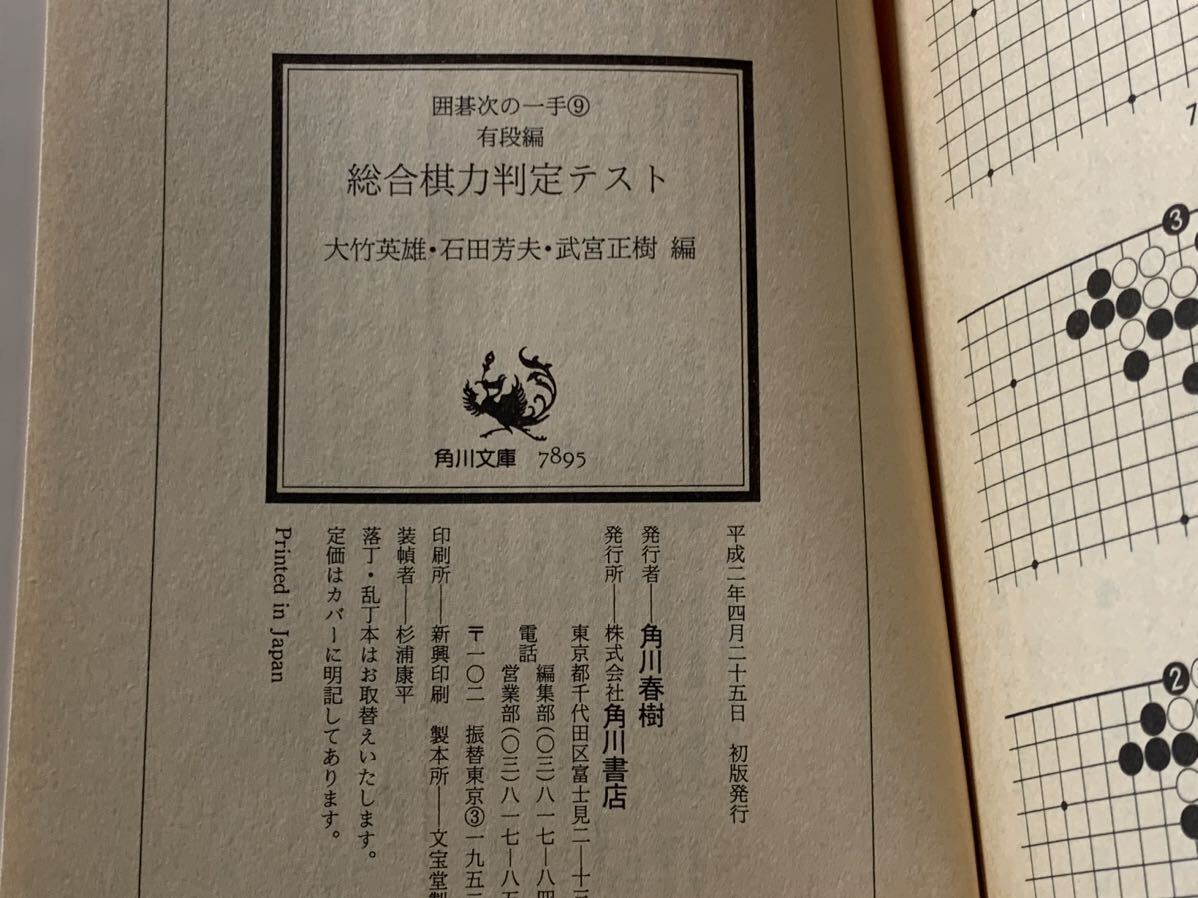 囲碁次の一手⑨
有段編
総合棋力判定テスト
大竹英雄・石田芳夫・武宮正樹 編
角川文庫 7895
平成二年四月二十五日 初版発行
発行者――角川春樹
発行所――株式会社角川書店
東京都千代田区富士見二―十三
電話 編集部(〇三)八一七―八四
営業部(〇三)八一七―八五
〒一〇二 振替東京③一九五二
印刷所――新興印刷 製本所――文宝堂製
装幀者――杉浦康平
落丁・乱丁本はお取替えいたします。
定価はカバーに明記してあります。
Printed in Japan
❸
❷